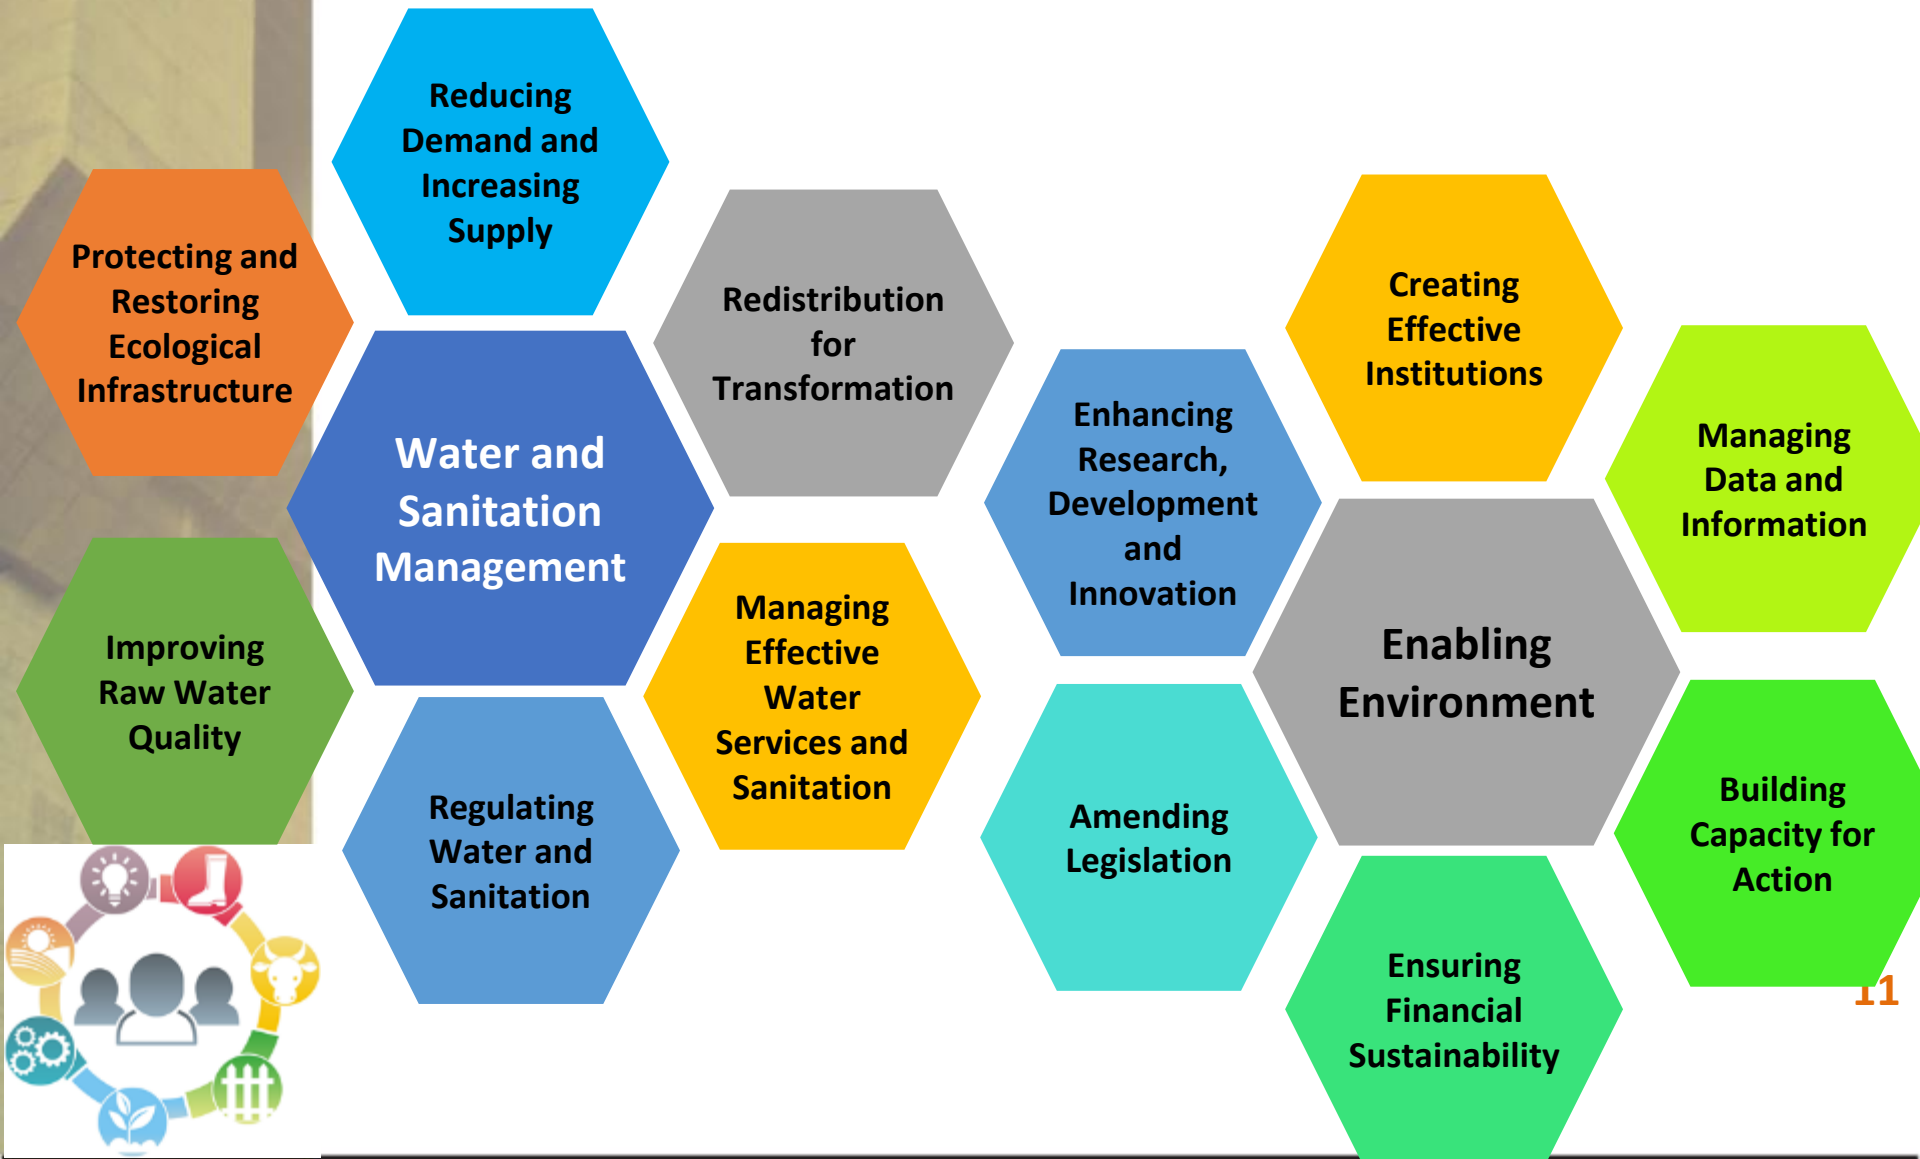 Reducing
Demand and
Increasing
Supply
Protecting and
Restoring
Ecological
Infrastructure
Redistribution
for
Transformation
Water and
Sanitation
Management
Improving
Raw Water
Quality
Managing
Effective
Water
Services and
Sanitation
Regulating
Water and
Sanitation
Creating
Effective
Institutions
Enhancing
Research,
Development
and
Innovation
Managing
Data and
Information
Enabling
Environment
Amending
Legislation
Building
Capacity for
Action
Ensuring
Financial
Sustainability
11